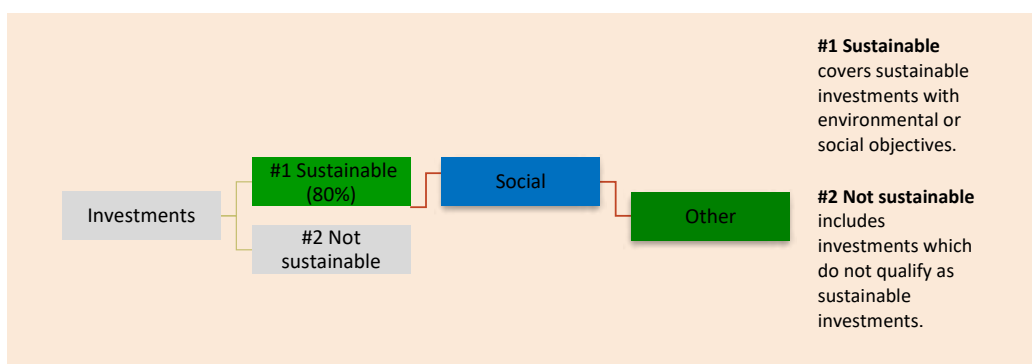 Investments
#1 Sustainable
(80%)
#2 Not
sustainable
Social
Other
#1 Sustainable
covers sustainable
investments with
environmental or
social objectives.
#2 Not sustainable
includes
investments which
do not qualify as
sustainable
investments.